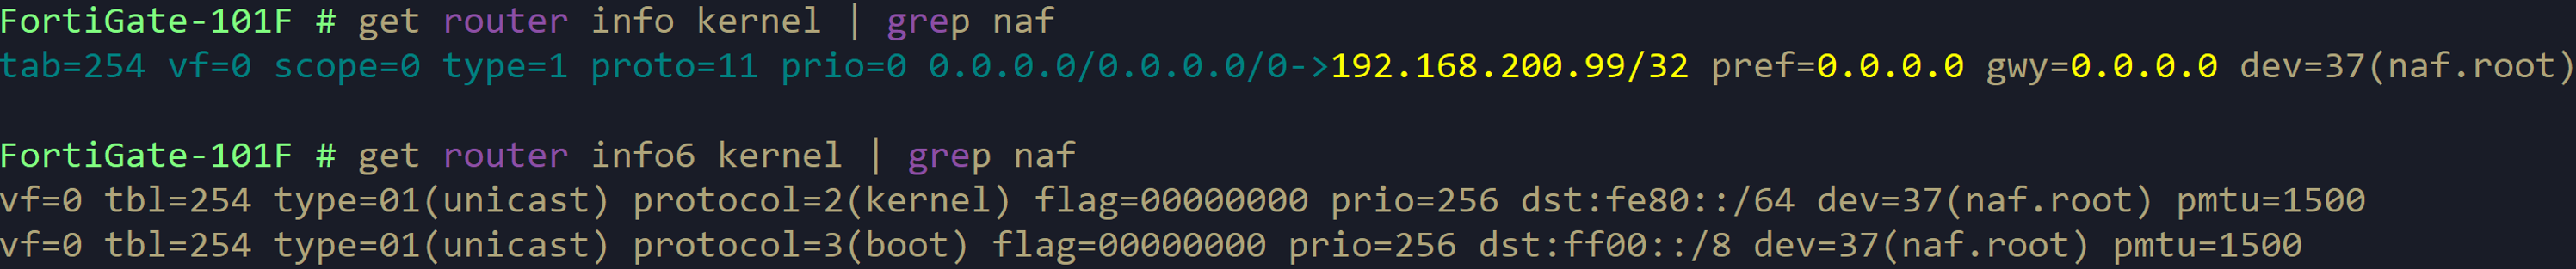 FortiGate-101F # get router info kernel | grep naf
tab=254 vf=0 scope=0 type=1 proto=11 prio=0 0.0.0.0/0.0.0.0/0->192.168.200.99/32 pref=0.0.0.0 gwy=0.0.0.0 dev=37(naf.root)
FortiGate-101F # get router info6 kernel | grep naf
vf=0 tbl=254 type=01(unicast) protocol=2(kernel) flag=00000000 prio=256 dst:fe80::/64 dev=37(naf.root) pmtu=1500
vf=0 tbl=254 type=01(unicast) protocol=3(boot) flag=00000000 prio=256 dst:ff00::/8 dev=37(naf.root) pmtu=1500